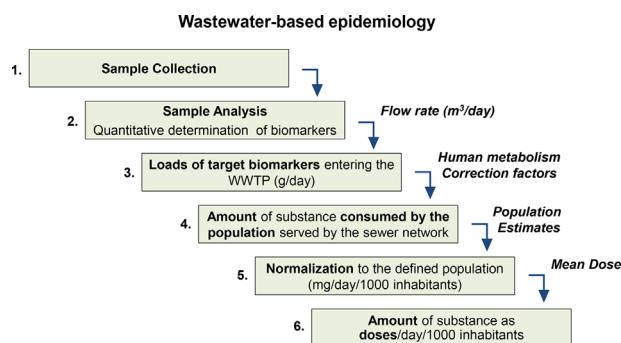 Wastewater-based epidemiology
1. Sample Collection
2. Sample Analysis
Quantitative determination of biomarkers
Flow rate (m³/day)
3. Loads of target biomarkers entering the
WWTP (g/day)
Human metabolism
Correction factors
4. Amount of substance consumed by the
population served by the sewer network
Population
Estimates
5. Normalization to the defined population
(mg/day/1000 inhabitants)
Mean Dose
6. Amount of substance as
doses/day/1000 inhabitants